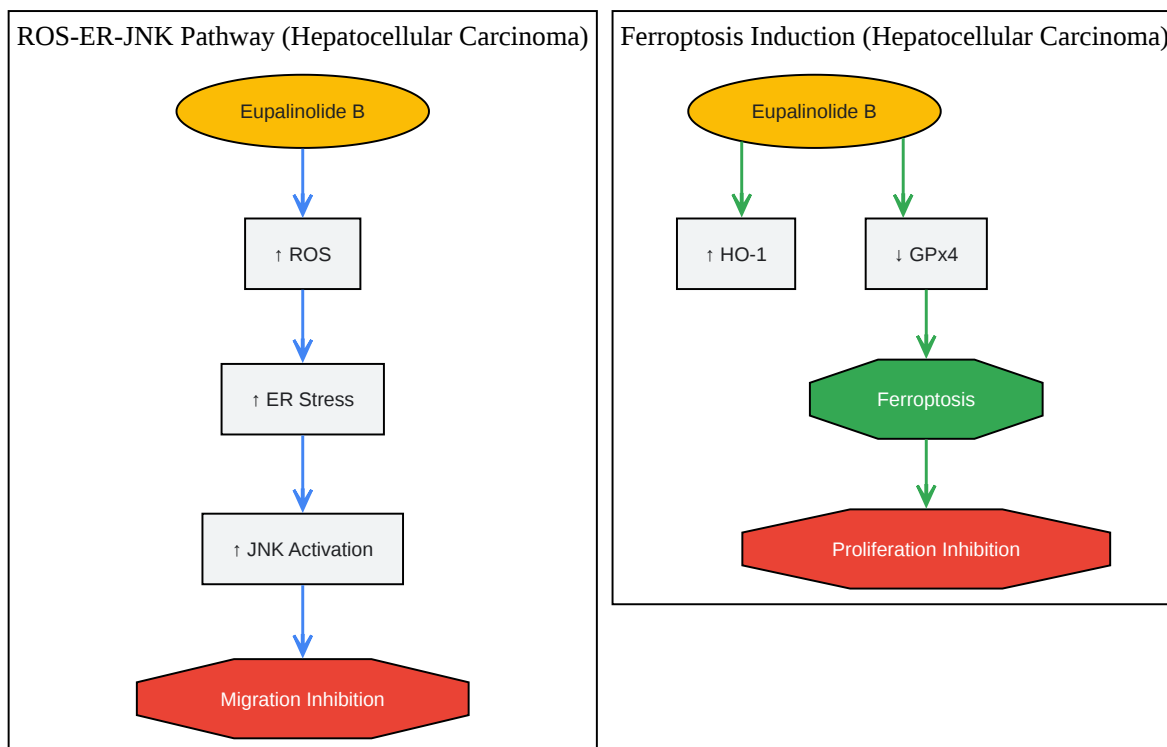 ROS-ER-JNK Pathway (Hepatocellular Carcinoma)
Eupalinolide B
↑ ROS
↑ ER Stress
↑ JNK Activation
Migration Inhibition
Ferroptosis Induction (Hepatocellular Carcinoma)
Eupalinolide B
↑ HO-1
↓ GPx4
Ferroptosis
Proliferation Inhibition